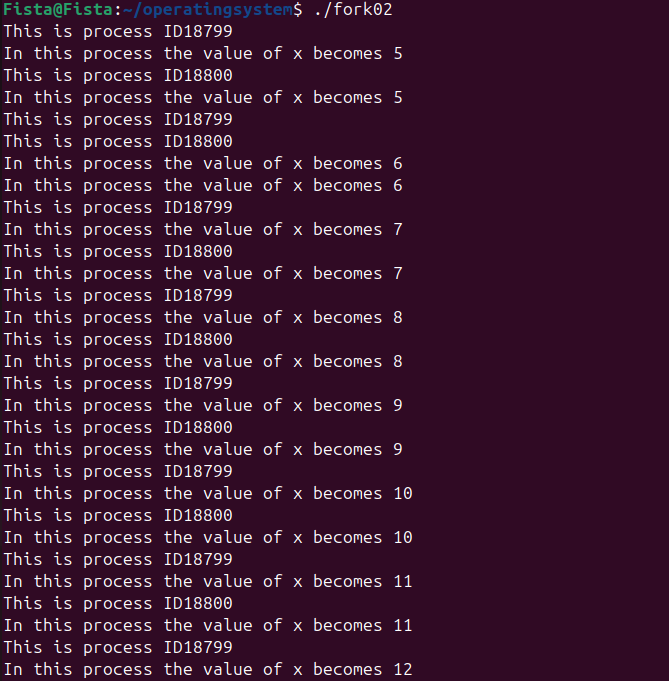 Fista@Fista:~/operatingsystem$ ./fork02
This is process ID18799
In this process the value of x becomes 5
This is process ID18800
In this process the value of x becomes 5
This is process ID18799
This is process ID18800
In this process the value of x becomes 6
In this process the value of x becomes 6
This is process ID18799
In this process the value of x becomes 7
This is process ID18800
In this process the value of x becomes 7
This is process ID18799
In this process the value of x becomes 8
This is process ID18800
In this process the value of x becomes 8
This is process ID18799
In this process the value of x becomes 9
This is process ID18800
In this process the value of x becomes 9
This is process ID18799
In this process the value of x becomes 10
This is process ID18800
In this process the value of x becomes 10
This is process ID18799
In this process the value of x becomes 11
This is process ID18800
In this process the value of x becomes 11
This is process ID18799
In this process the value of x becomes 12